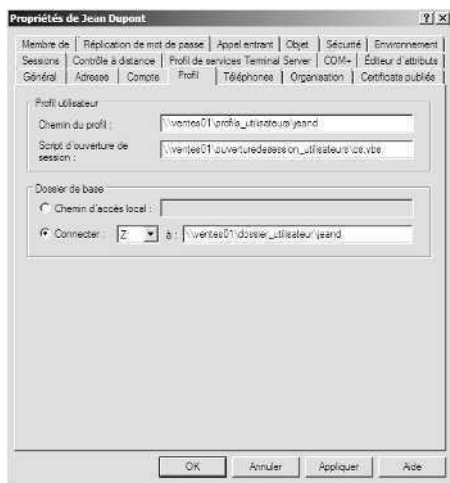 Propriétés de Jean Dupont
Membre de Réplication de mot de passe Appel entrant Objet Sécurité Environnement
Sessions Contrôle à distance Profil de services Terminal Server COM+ Éditeur d'attributs
Général Adresse Compte Profil Téléphones Organisation Certificats publiés
Profil utilisateur
Chemin du profil : \\ventes01\profils_utilisateurs\jeand
Script d'ouverture de
session : \\ventes01\ouverturedesession_utilisateurs\os.vbs
Dossier de base
Chemin d'accès local :
Connecter : Z: à : \\ventes01\dossier_utilisateur\jeand
OK Annuler Appliquer Aide